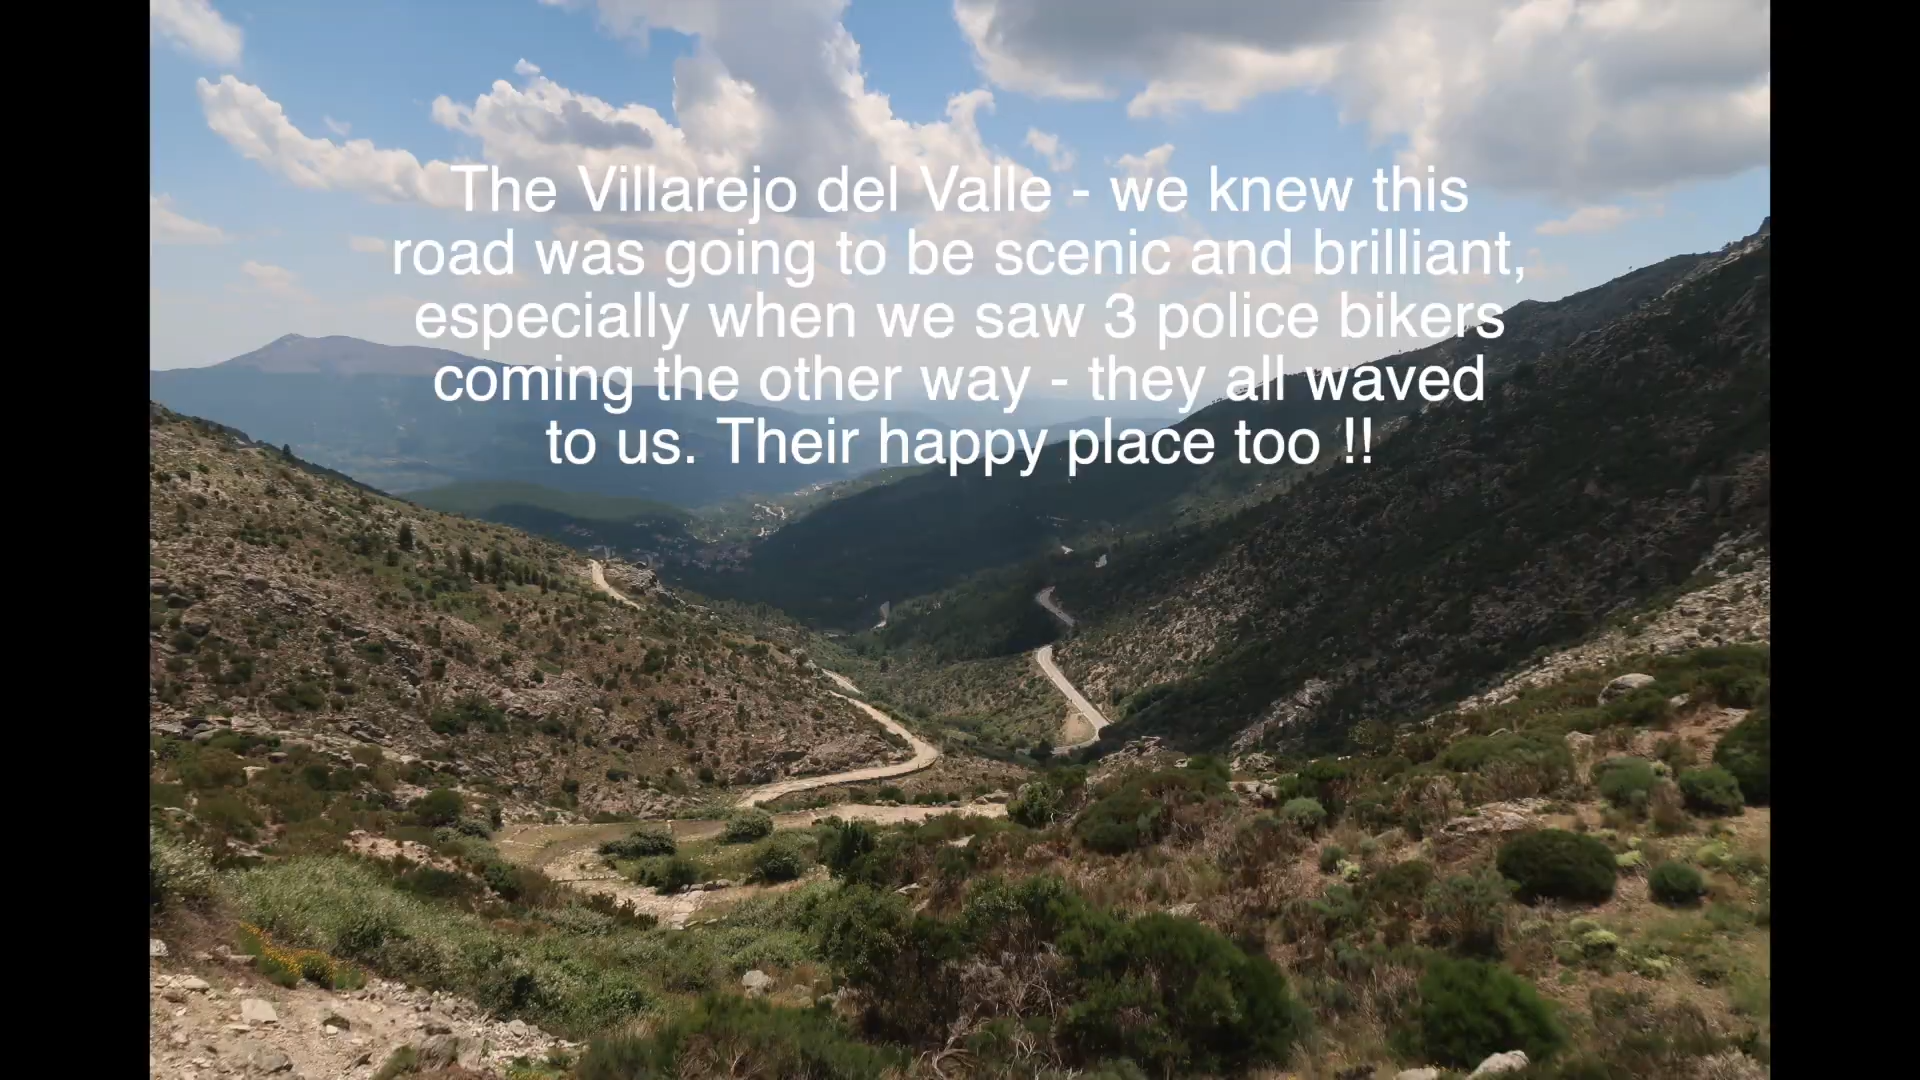 The Villarejo del Valle - we knew this
road was going to be scenic and brilliant,
especially when we saw 3 police bikers
coming the other way - they all waved
to us. Their happy place too !!